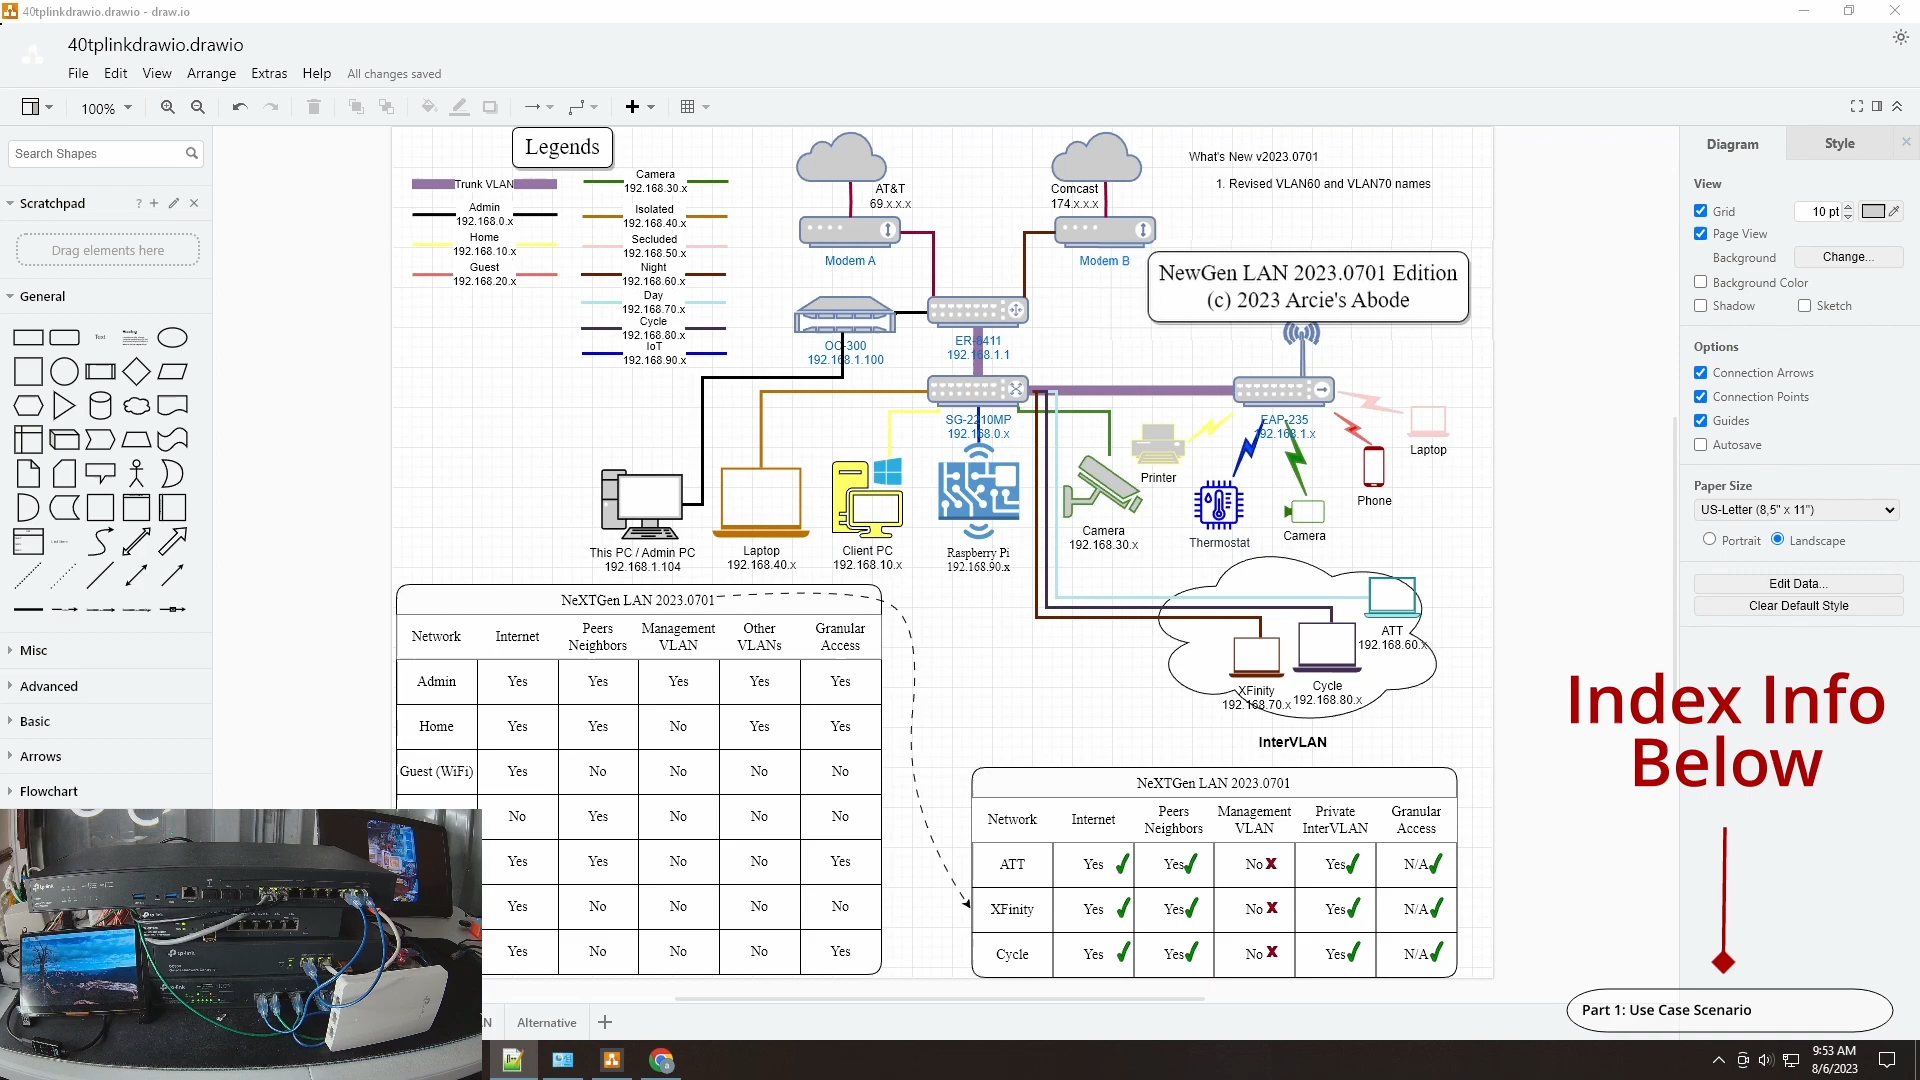 40tplinkdrawio.drawio - draw.io
40tplinkdrawio.drawio
File Edit View Arrange Extras Help All changes saved
100%
Search Shapes
Scratchpad
?
Drag elements here
General
Text
Heading
Misc
Advanced
Basic
Arrows
Flowchart
Legends
Trunk VLAN
Admin
192.168.0.x
Home
192.168.10.x
Guest
192.168.20.x
Camera
192.168.30.x
Isolated
192.168.40.x
Secluded
192.168.50.x
Night
192.168.60.x
Day
192.168.70.x
Cycle
192.168.80.x
IoT
192.168.90.x
AT&T
69.x.x.x
Modem A
Comcast
174.x.x.x
Modem B
What's New v2023.0701
1. Revised VLAN60 and VLAN70 names
NewGen LAN 2023.0701 Edition
(c) 2023 Arcie's Abode
OC-300
192.168.1.100
ER-8411
192.168.1.1
SG-2210MP
192.168.0.x
EAP-235
192.168.1.x
This PC / Admin PC
192.168.1.104
Laptop
192.168.40.x
Client PC
192.168.10.x
Raspberry Pi
192.168.90.x
Camera
192.168.30.x
Printer
Thermostat
Camera
Phone
Laptop
ATT
192.168.60.x
XFinity
192.168.70.x
Cycle
192.168.80.x
InterVLAN
NeXTGen LAN 2023.0701
Network Internet Peers Neighbors Management VLAN Other VLANs Granular Access
Admin Yes Yes Yes Yes Yes
Home Yes Yes No Yes Yes
Guest (WiFi) Yes No No No No
No Yes No No No
Yes Yes No No Yes
Yes No No No No
Yes No No No Yes
NeXTGen LAN 2023.0701
Network Internet Peers Neighbors Management VLAN Private InterVLAN Granular Access
ATT Yes Yes No Yes N/A
XFinity Yes Yes No Yes N/A
Cycle Yes Yes No Yes N/A
Diagram Style
View
Grid 10 pt
Page View
Background Change...
Background Color
Shadow Sketch
Options
Connection Arrows
Connection Points
Guides
Autosave
Paper Size
US-Letter (8,5" x 11")
Portrait Landscape
Edit Data...
Clear Default Style
Index Info
Below
Part 1: Use Case Scenario
N Alternative
tp-link
tp-link
tp-link
9:53 AM
8/6/2023